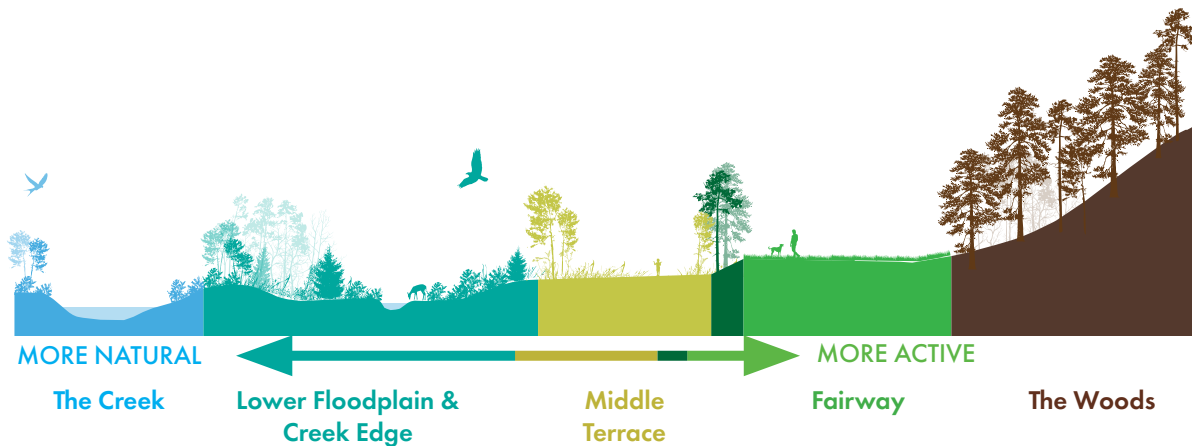 MORE NATURAL
MORE ACTIVE
The Creek
Lower Floodplain &
Creek Edge
Middle
Terrace
Fairway
The Woods